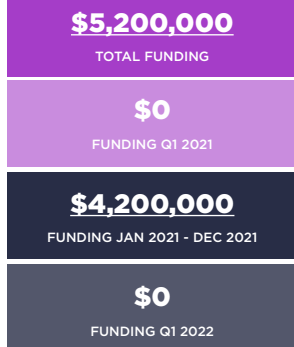 $5,200,000
TOTAL FUNDING
$0
FUNDING Q1 2021
$4,200,000
FUNDING JAN 2021 - DEC 2021
$0
FUNDING Q1 2022